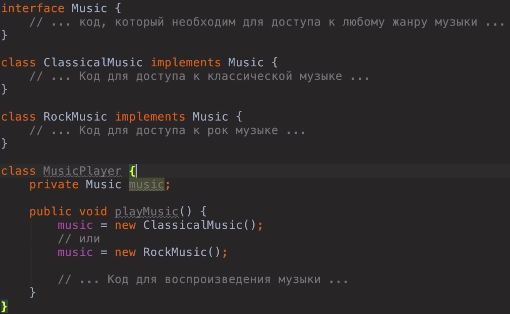 interface Music {
// ... код, который необходим для доступа к любому жанру музыки ...
}
class ClassicalMusic implements Music {
// ... Код для доступа к классической музыке ...
}
class RockMusic implements Music {
// ... Код для доступа к рок музыке ...
}
class MusicPlayer {
private Music music;
public void playMusic() {
music = new ClassicalMusic();
// или
music = new RockMusic();
// ... Код для воспроизведения музыки ...
}
}